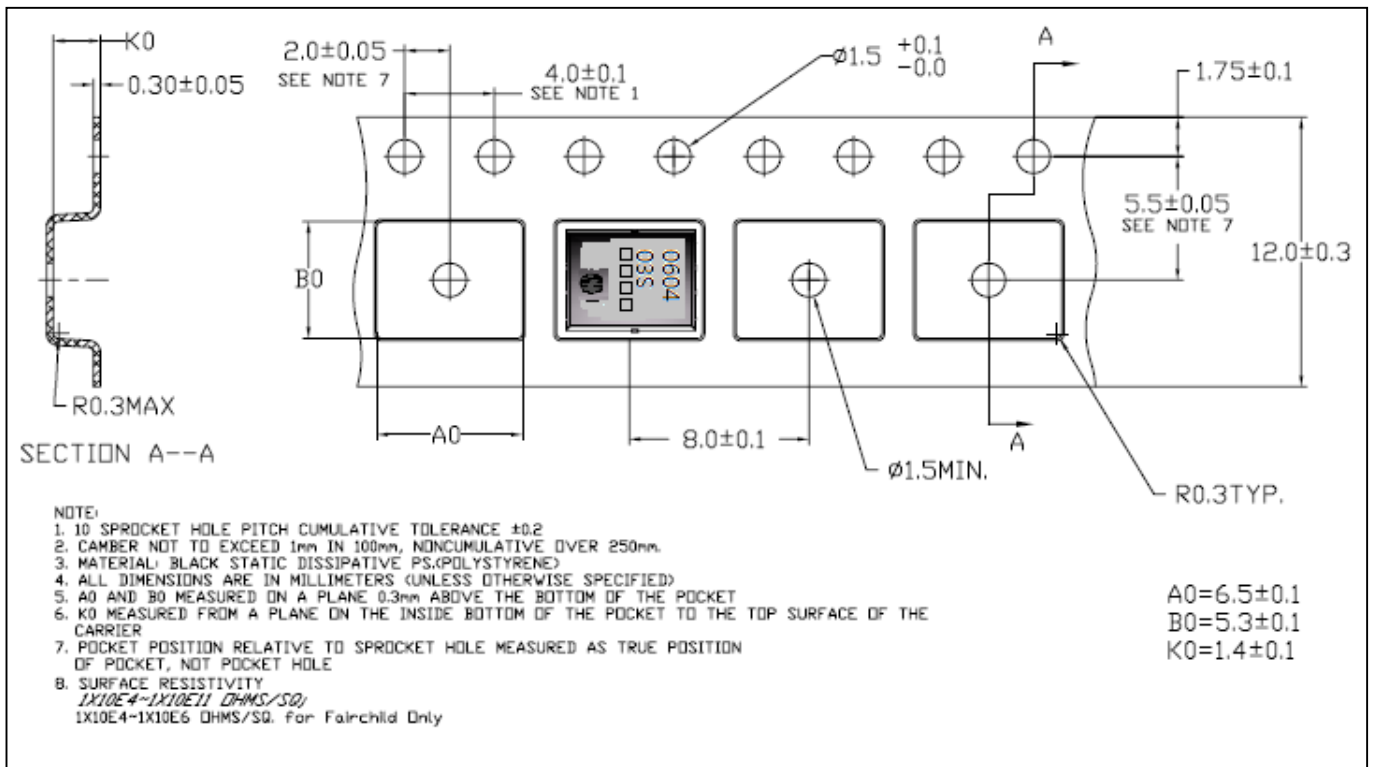 K0
0.30±0.05
R0.3MAX
SECTION A--A
2.0±0.05
SEE NOTE 7
4.0±0.1
SEE NOTE 1
Ø1.5 +0.1
-0.0
A
1.75±0.1
5.5±0.05
SEE NOTE 7
12.0±0.3
B0
0604
03S
A0
8.0±0.1
Ø1.5MIN.
A
R0.3TYP.
NOTE:
1. 10 SPROCKET HOLE PITCH CUMULATIVE TOLERANCE ±0.2
2. CAMBER NOT TO EXCEED 1mm IN 100mm, NONCUMULATIVE OVER 250mm.
3. MATERIAL: BLACK STATIC DISSIPATIVE PS.(POLYSTYRENE)
4. ALL DIMENSIONS ARE IN MILLIMETERS (UNLESS OTHERWISE SPECIFIED)
5. A0 AND B0 MEASURED ON A PLANE 0.3mm ABOVE THE BOTTOM OF THE POCKET
6. K0 MEASURED FROM A PLANE ON THE INSIDE BOTTOM OF THE POCKET TO THE TOP SURFACE OF THE
CARRIER
7. POCKET POSITION RELATIVE TO SPROCKET HOLE MEASURED AS TRUE POSITION
OF POCKET, NOT POCKET HOLE
8. SURFACE RESISTIVITY
1X10E4~1X10E11 OHMS/SQ;
1X10E4~1X10E6 OHMS/SQ. for Fairchild Only
A0=6.5±0.1
B0=5.3±0.1
K0=1.4±0.1